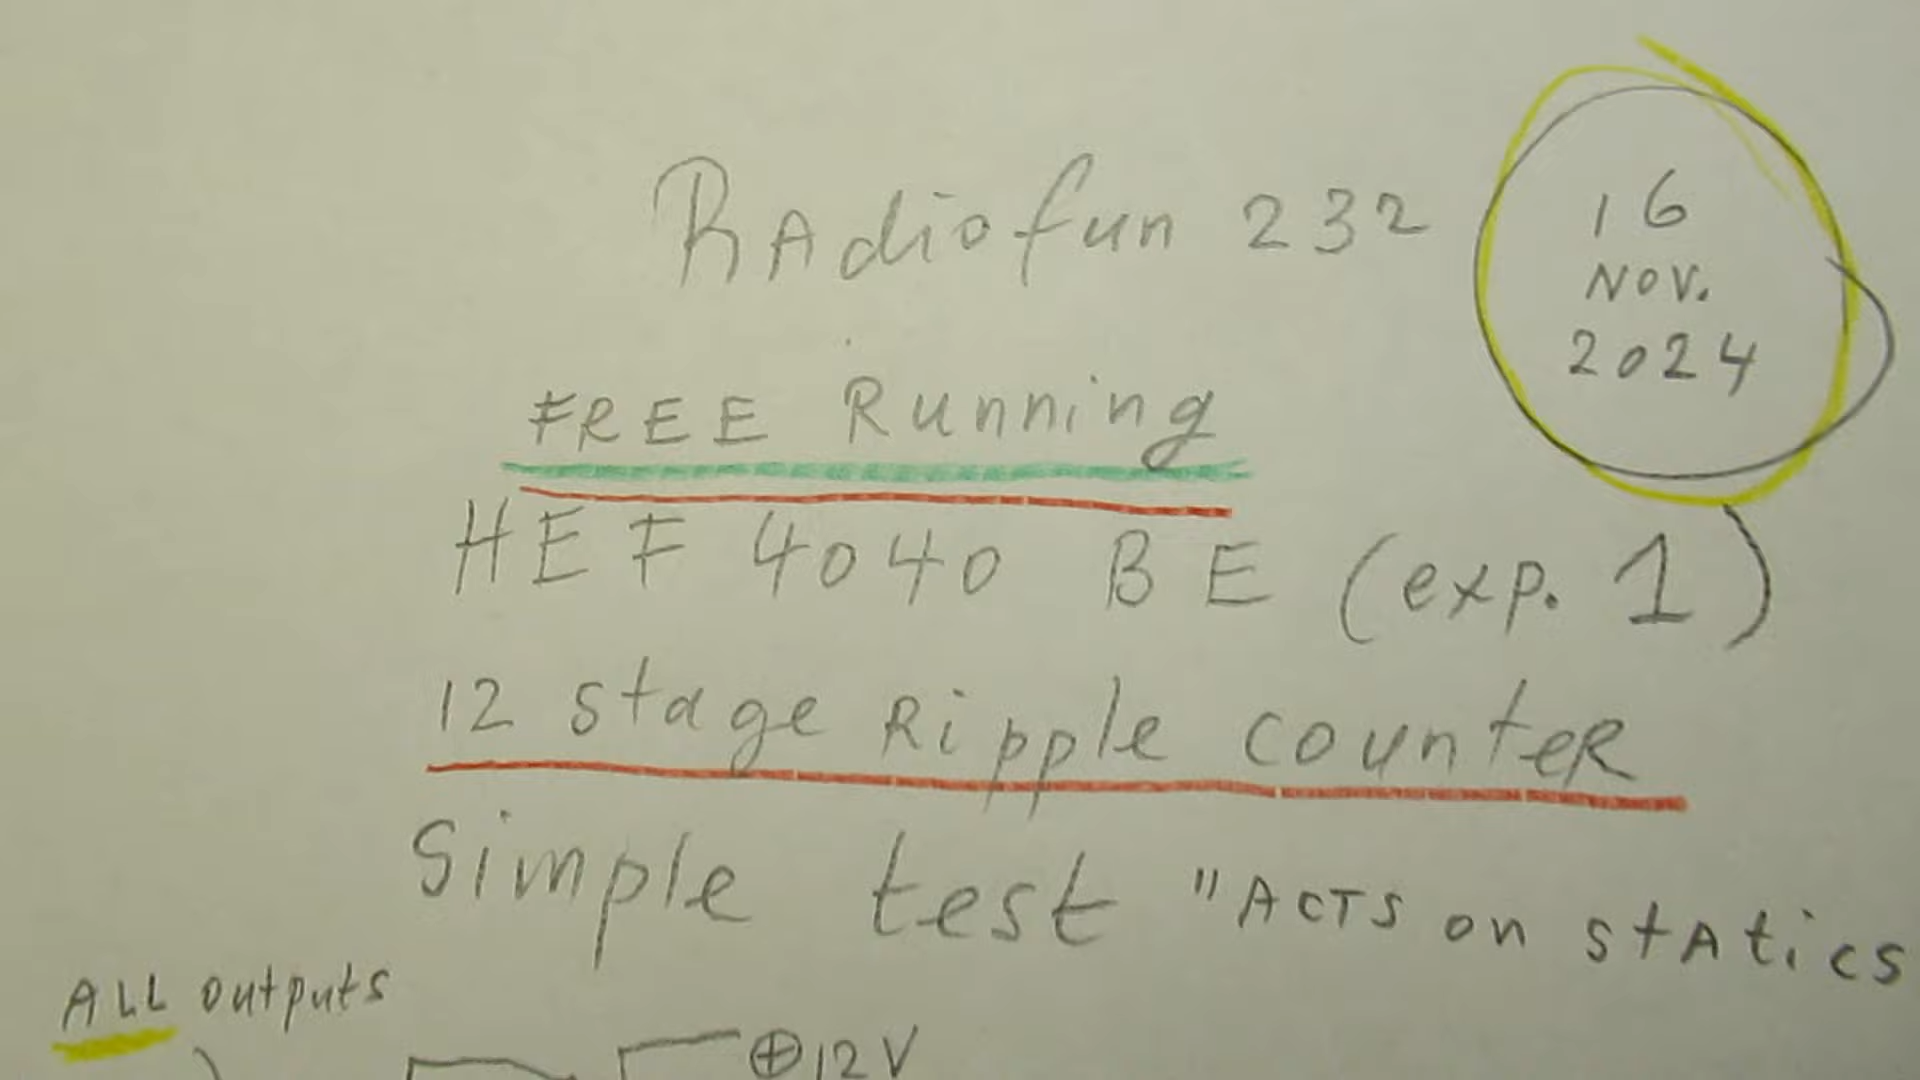 RAdiofun 232
16
NOV.
2024
FREE Running
HEF 4040 BE (exp. 1)
12 stage Ripple counteR
Simple test "ACTS on stAtics
ALL outputs
⊕12V